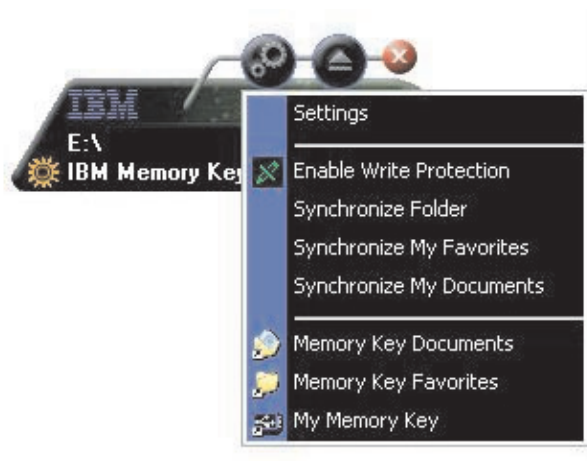 IBM
E:\
IBM Memory Key
Settings
Enable Write Protection
Synchronize Folder
Synchronize My Favorites
Synchronize My Documents
Memory Key Documents
Memory Key Favorites
My Memory Key